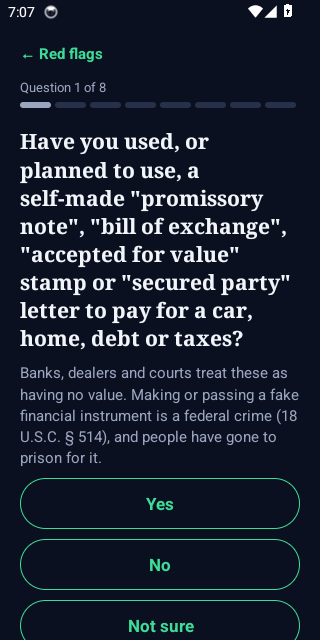 7:07
← Red flags
Question 1 of 8
Have you used, or
planned to use, a
self-made "promissory
note", "bill of exchange",
"accepted for value"
stamp or "secured party"
letter to pay for a car,
home, debt or taxes?
Banks, dealers and courts treat these as
having no value. Making or passing a fake
financial instrument is a federal crime (18
U.S.C. § 514), and people have gone to
prison for it.
Yes
No
Not sure